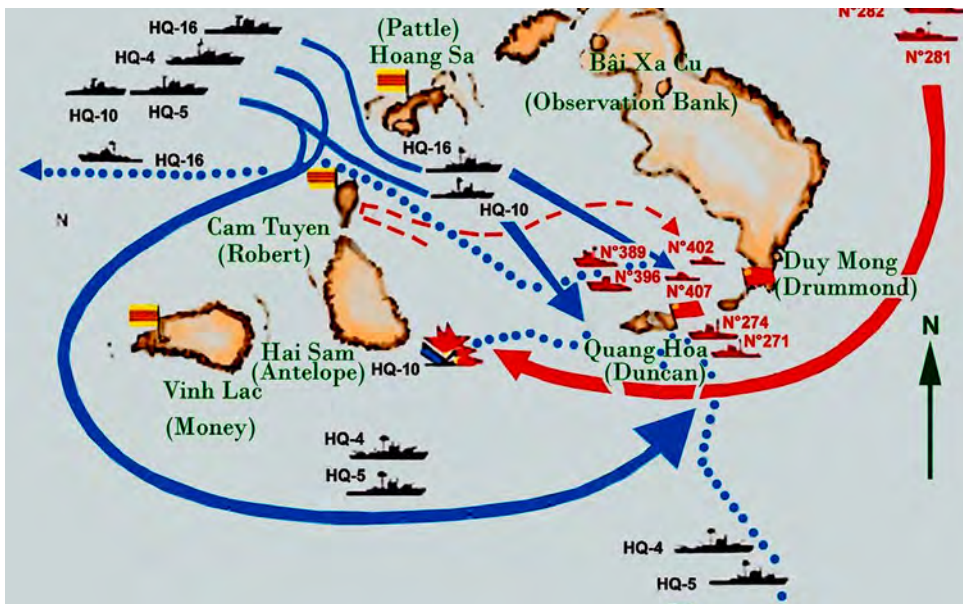 HQ-16
(Pattle)
Hoang Sa
N°282
N°281
HQ-4
Bâi Xa Cu
(Observation Bank)
HQ-10
HQ-5
HQ-16
HQ-16
HQ-10
N
Cam Tuyen
(Robert)
N°402
N°389
N°396
N°407
Duy Mong
(Drummond)
N°274
N°271
N
Hai Sam
(Antelope)
HQ-10
Quang Hoa
(Duncan)
Vinh Lac
(Money)
HQ-4
HQ-5
HQ-4
HQ-5